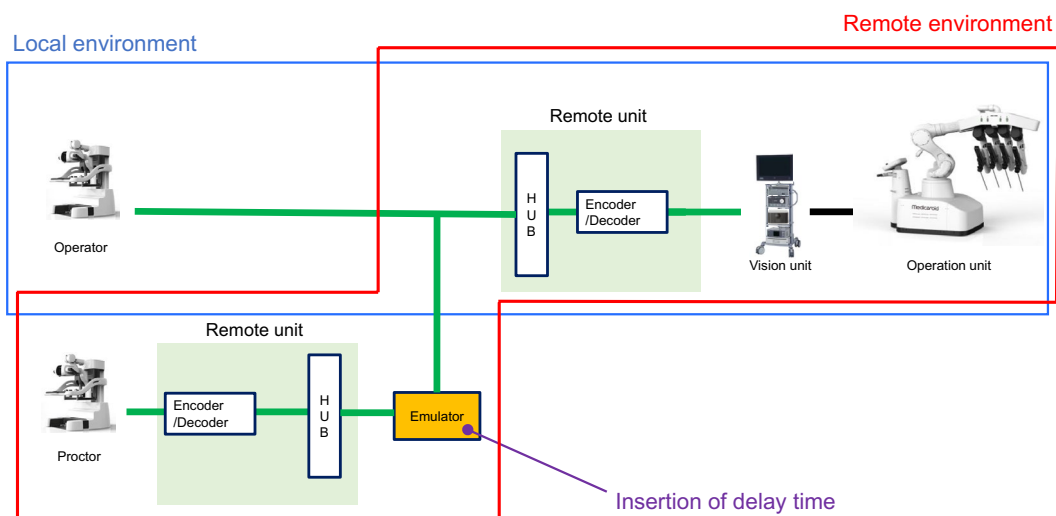 Remote environment
Local environment
Remote unit
H
U
B
Encoder
/Decoder
Operator
Vision unit
Operation unit
Medicaroid
Remote unit
Encoder
/Decoder
H
U
B
Emulator
Proctor
Insertion of delay time